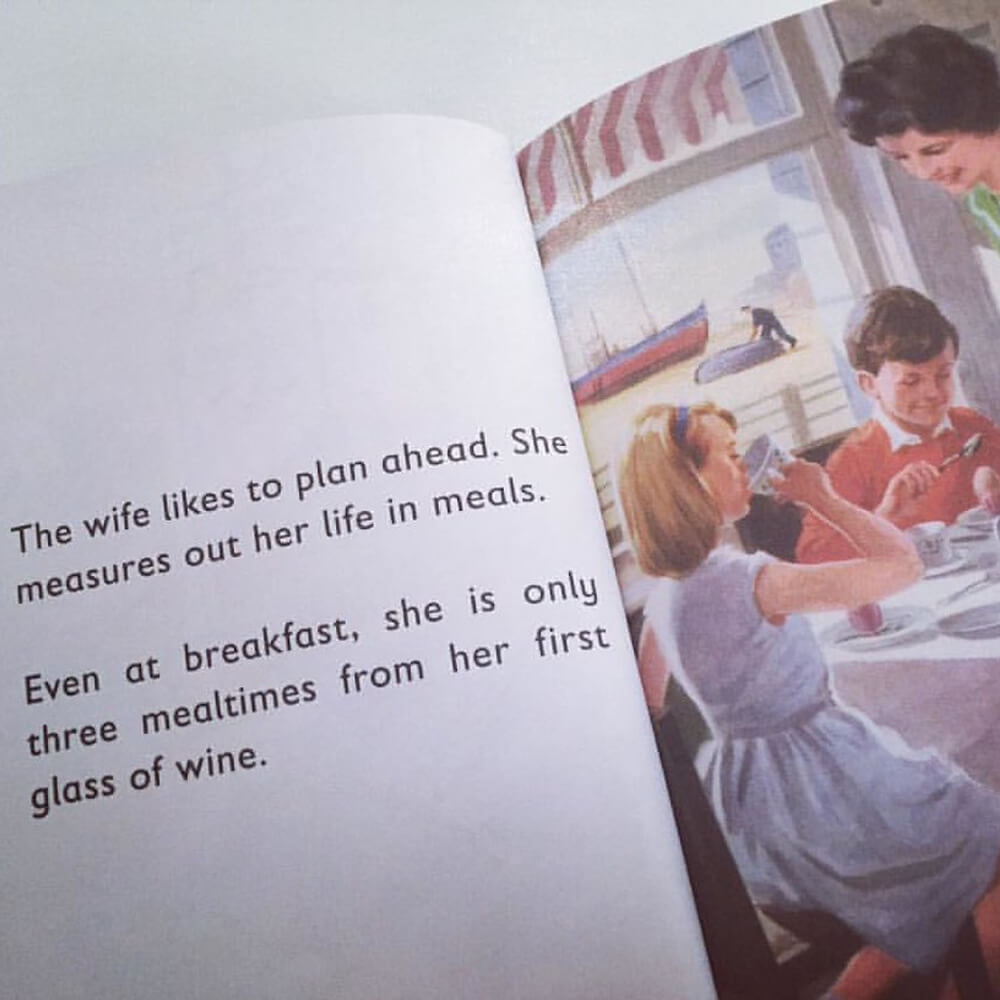 The wife likes to plan ahead. She
measures out her life in meals.
Even at breakfast, she is only
three mealtimes from her first
glass of wine.